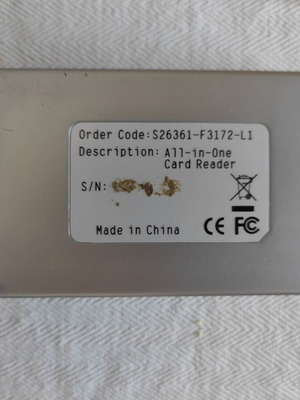 Order Code:S26361-F3172-L1
Description: All-in-One
Card Reader
S/N:
Made in China
CE FC